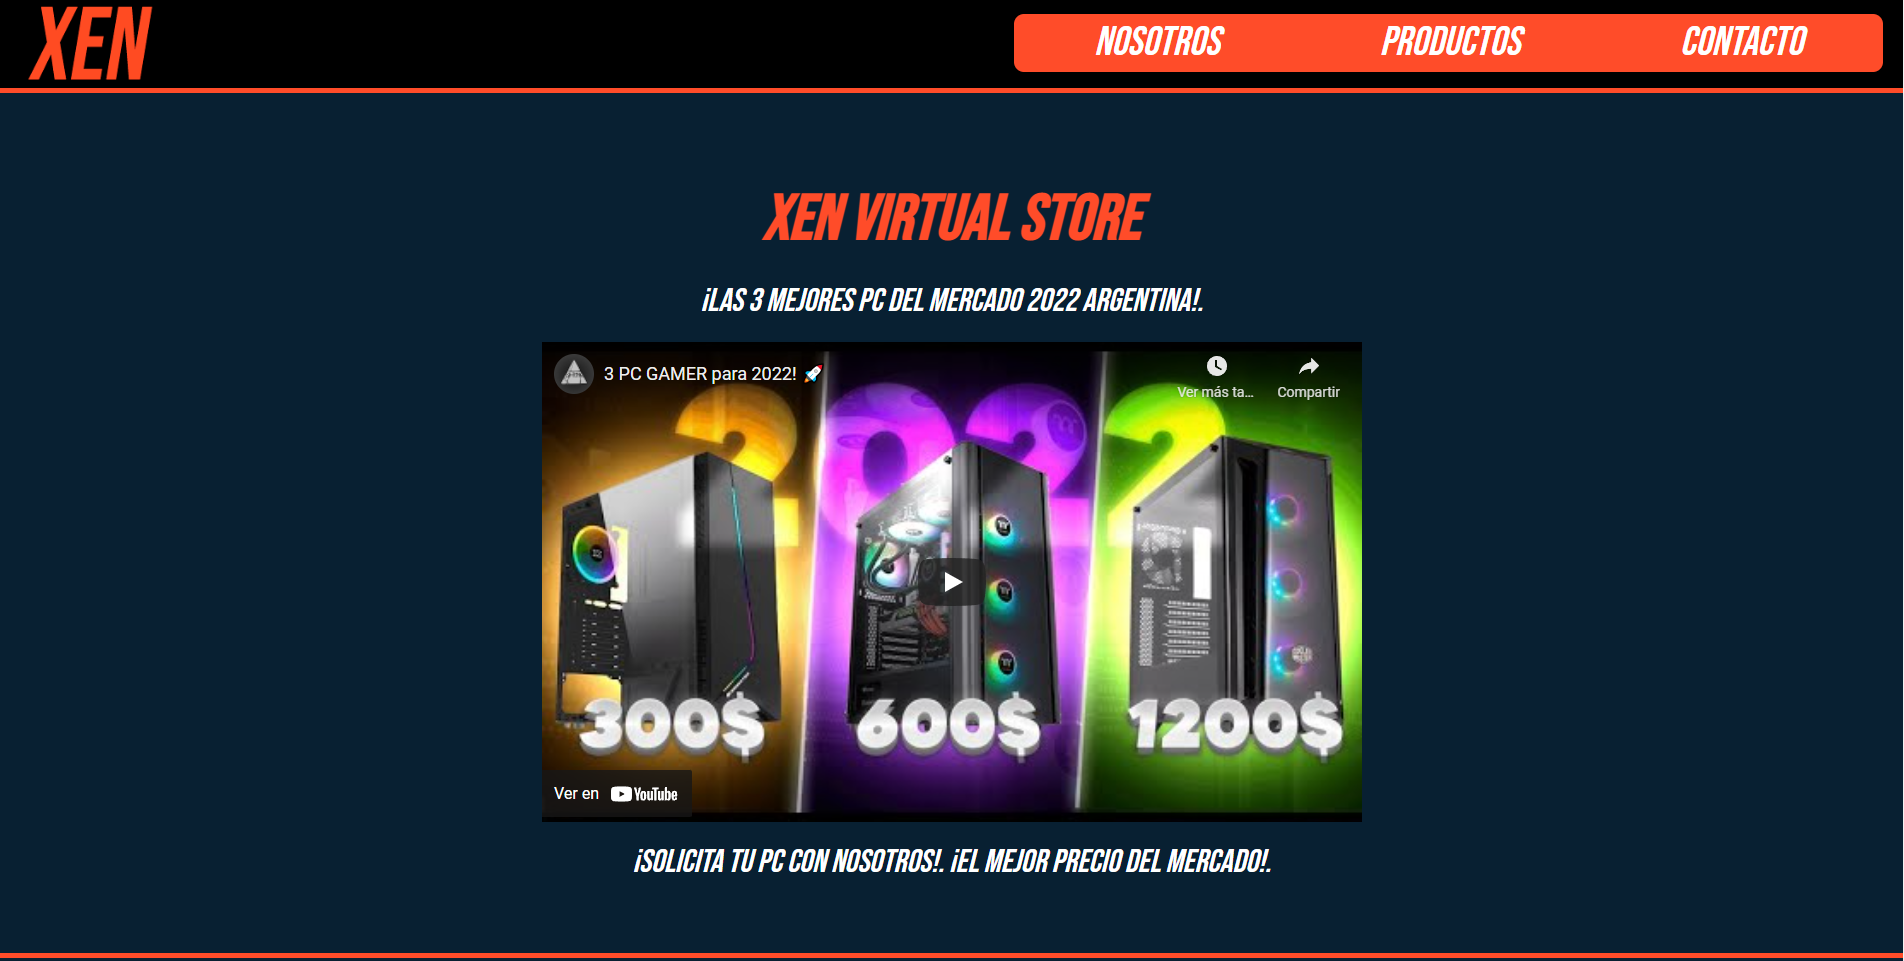 XEN
NOSOTROS PRODUCTOS CONTACTO
XEN VIRTUAL STORE
¡LAS 3 MEJORES PC DEL MERCADO 2022 ARGENTINA!.
3 PC GAMER para 2022! 🚀
Ver más ta... Compartir
2022
300$ 600$ 1200$
Ver en YouTube
¡SOLICITA TU PC CON NOSOTROS!. ¡EL MEJOR PRECIO DEL MERCADO!.